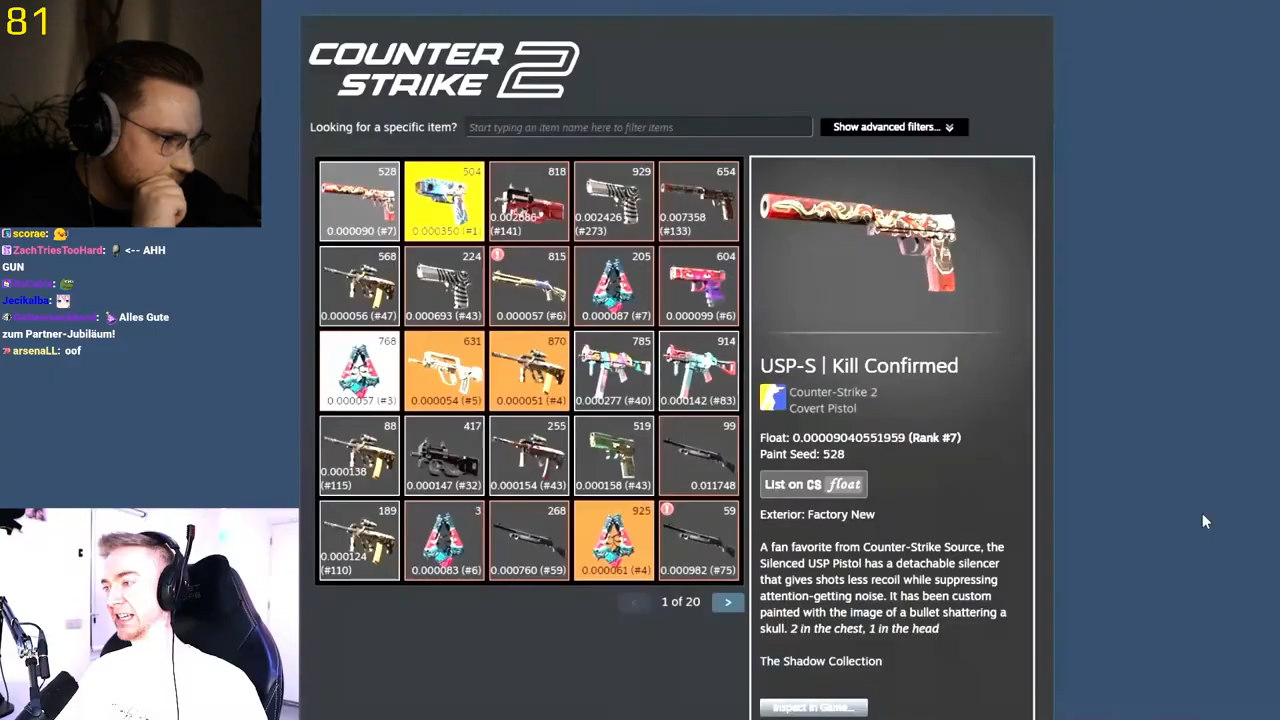 81
scorae:
ZachTriesTooHard: <-- AHH
GUN
Jecikalba:
Alles Gute
zum Partner-Jubiläum!
arsenaLL: oof
COUNTER
STRIKE 2
Looking for a specific item?
Start typing an item name here to filter items
Show advanced filters...
528
0.000090 (#7)
504
0.000350 (#1)
818
0.002886
(#141)
929
0.002426
(#273)
654
0.007358
(#133)
568
0.000056 (#47)
224
0.000693 (#43)
815
0.000057 (#6)
205
0.000087 (#7)
604
0.000099 (#6)
768
0.000057 (#3)
631
0.000054 (#5)
870
0.000051 (#4)
785
0.000277 (#40)
914
0.000142 (#83)
88
0.000138
(#115)
417
0.000147 (#32)
255
0.000154 (#43)
519
0.000158 (#43)
99
0.011748
189
0.000124
(#110)
3
0.000083 (#6)
268
0.000760 (#59)
925
0.000061 (#4)
59
0.000982 (#75)
<
1 of 20
>
USP-S | Kill Confirmed
Counter-Strike 2
Covert Pistol
Float: 0.00009040551959 (Rank #7)
Paint Seed: 528
List on CS float
Exterior: Factory New
A fan favorite from Counter-Strike Source, the
Silenced USP Pistol has a detachable silencer
that gives shots less recoil while suppressing
attention-getting noise. It has been custom
painted with the image of a bullet shattering a
skull. 2 in the chest, 1 in the head
The Shadow Collection
Inspect in Game...